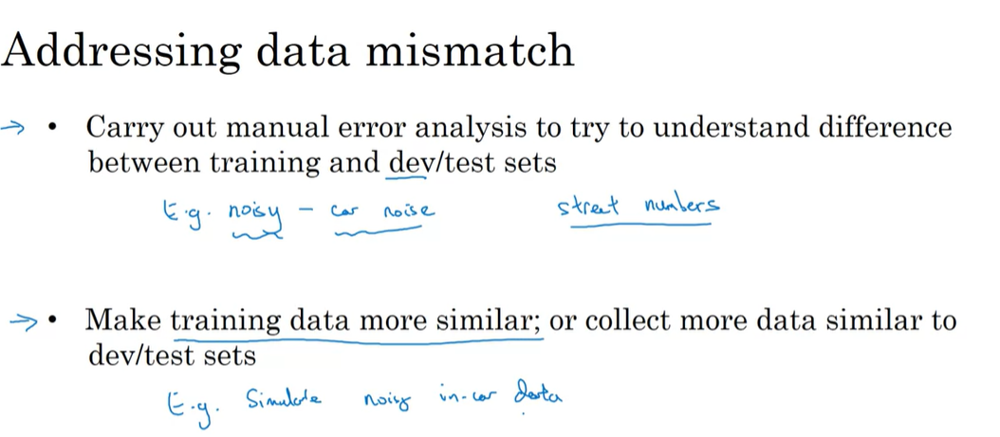 Addressing data mismatch
→ • Carry out manual error analysis to try to understand difference
between training and dev/test sets
E.g. noisy – car noise street numbers
→ • Make training data more similar; or collect more data similar to
dev/test sets
E.g. Simulate noisy in-car data